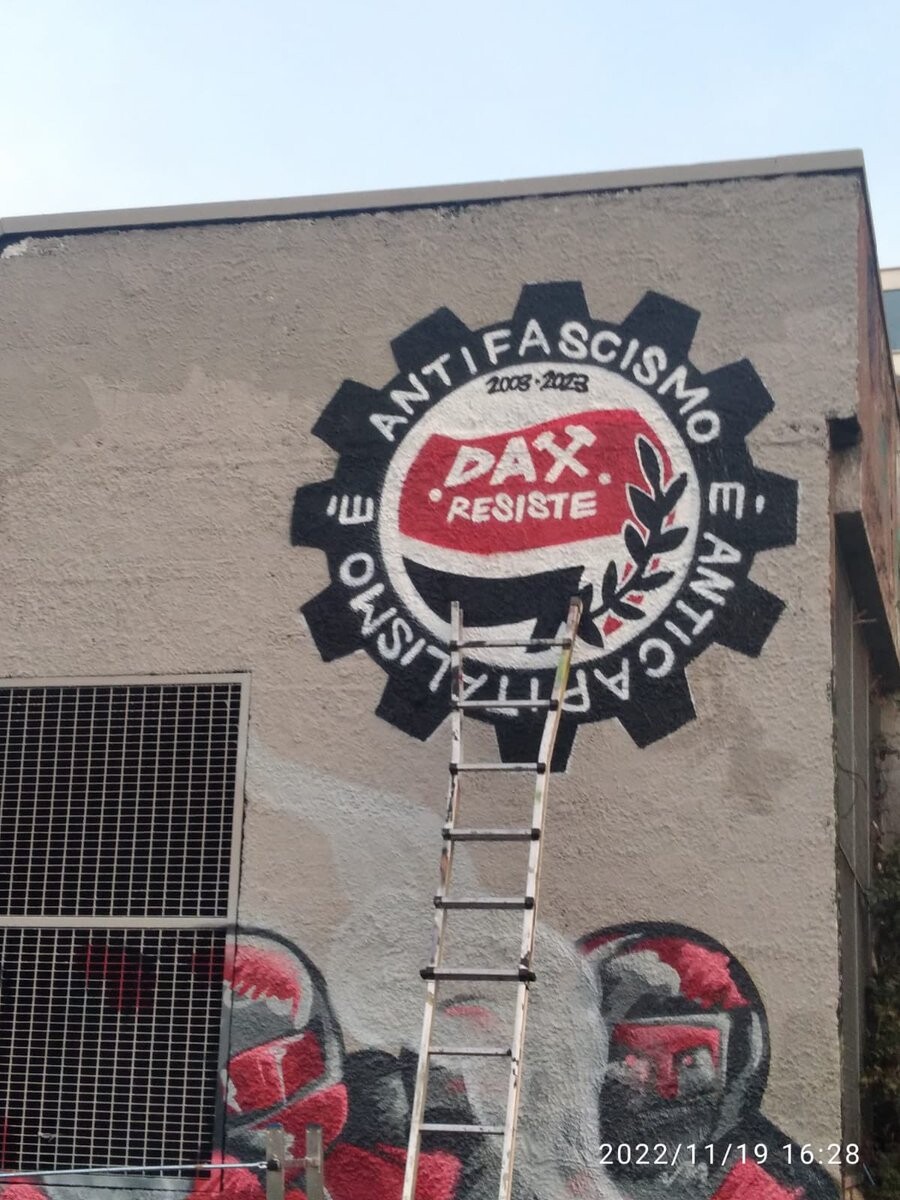 ANTIFASCISMO
È ANTICAPITALISMO È
2003·2023
DAX
·RESISTE·
2022/11/19 16:28